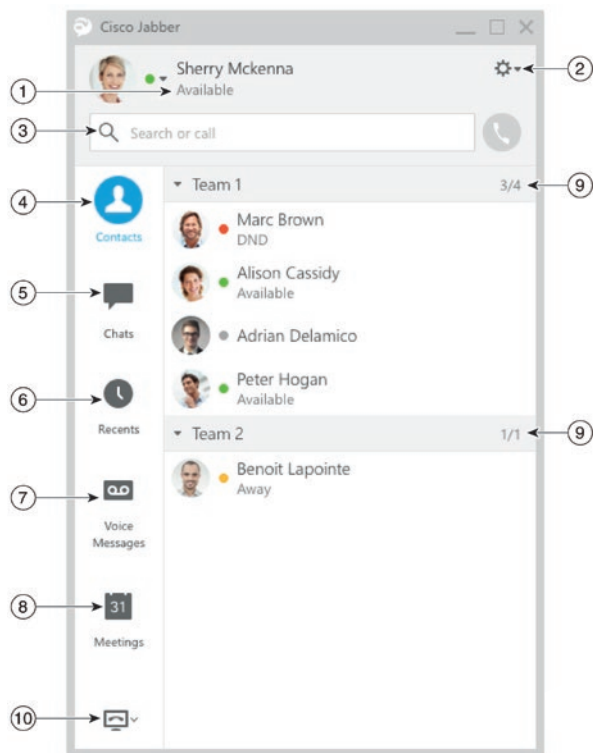 Cisco Jabber
Sherry Mckenna
1 Available
2
3 Search or call
4 Contacts
Team 1 3/4 9
Marc Brown
DND
Alison Cassidy
Available
5
Chats
Adrian Delamico
Peter Hogan
Available
6
Recents
Team 2 1/1 9
Benoit Lapointe
Away
7
Voice
Messages
8 31
Meetings
10